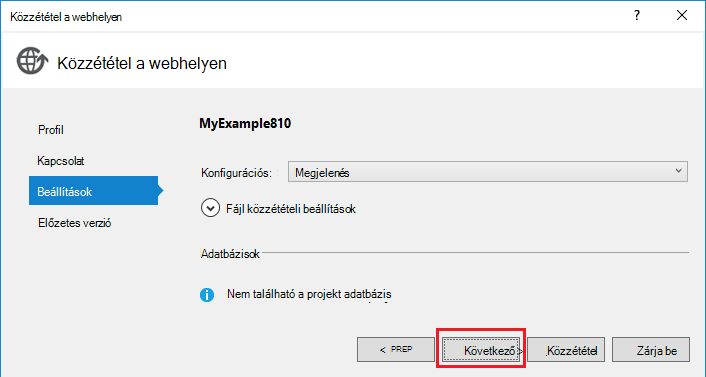 Közzététel a webhelyen
?
Közzététel a webhelyen
Profil
Kapcsolat
Beállítások
Előzetes verzió
MyExample810
Konfigurációs: Megjelenés
Fájl közzétételi beállítások
Adatbázisok
Nem található a projekt adatbázis
< PREP Következő > Közzététel Zárja be